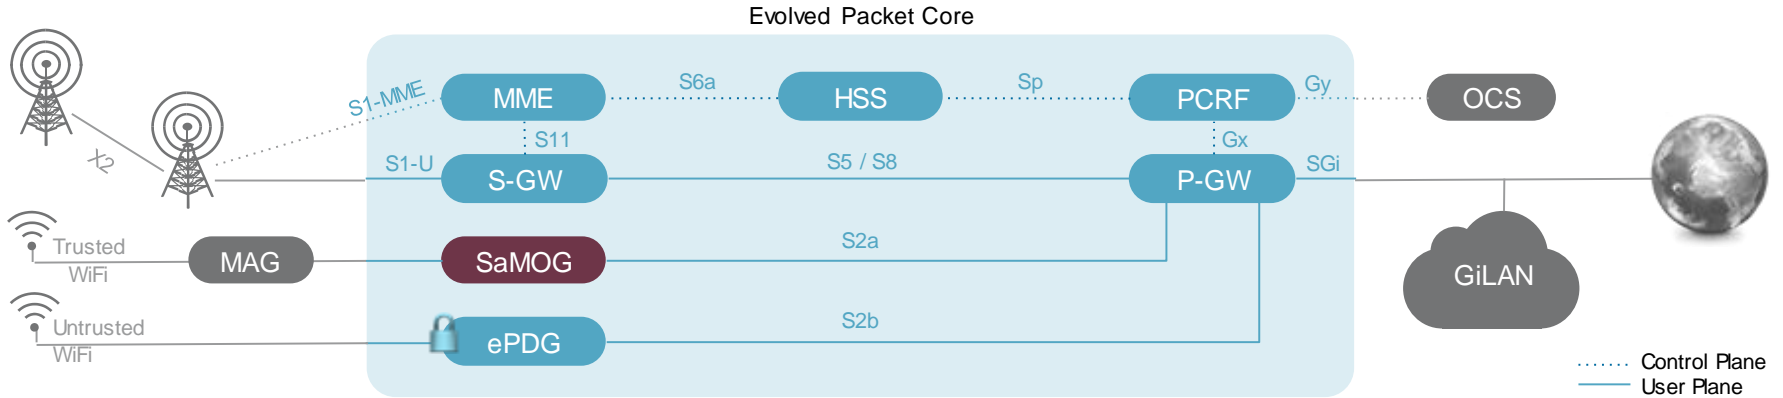 Evolved Packet Core
S1-MME
MME
S6a
HSS
Sp
PCRF
Gy
OCS
X2
S11
Gx
S1-U
S-GW
S5 / S8
P-GW
SGi
Trusted
WiFi
MAG
SaMOG
S2a
GiLAN
Untrusted
WiFi
ePDG
S2b
Control Plane
User Plane